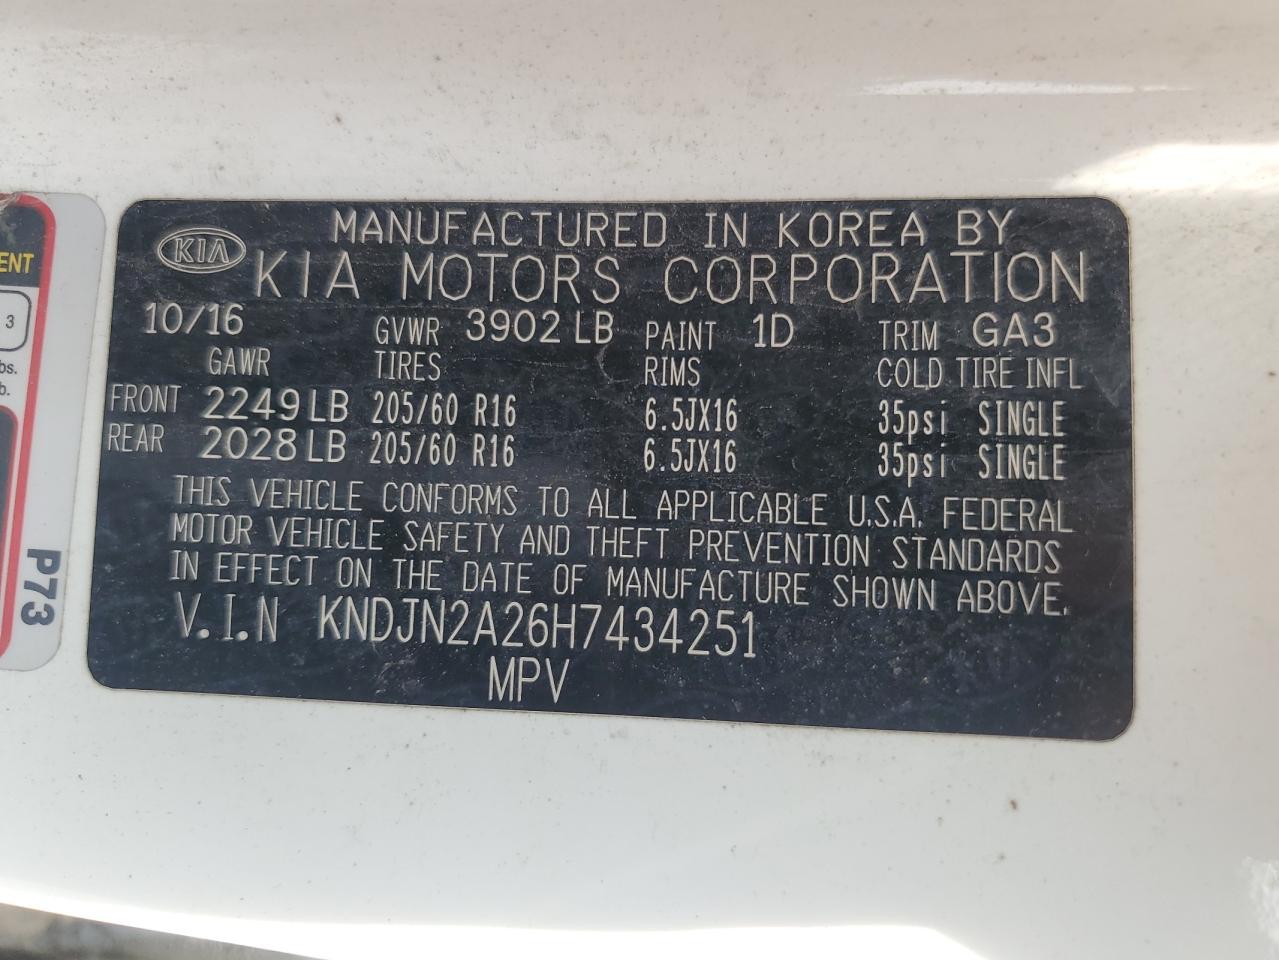 MANUFACTURED IN KOREA BY
KIA
KIA MOTORS CORPORATION
10/16 GVWR 3902 LB PAINT 1D TRIM GA3
GAWR TIRES RIMS COLD TIRE INFL
FRONT 2249 LB 205/60 R16 6.5JX16 35psi SINGLE
REAR 2028 LB 205/60 R16 6.5JX16 35psi SINGLE
THIS VEHICLE CONFORMS TO ALL APPLICABLE U.S.A. FEDERAL
MOTOR VEHICLE SAFETY AND THEFT PREVENTION STANDARDS
IN EFFECT ON THE DATE OF MANUFACTURE SHOWN ABOVE.
V.I.N KNDJN2A26H7434251
MPV
ENT
3
bs.
b.
P73